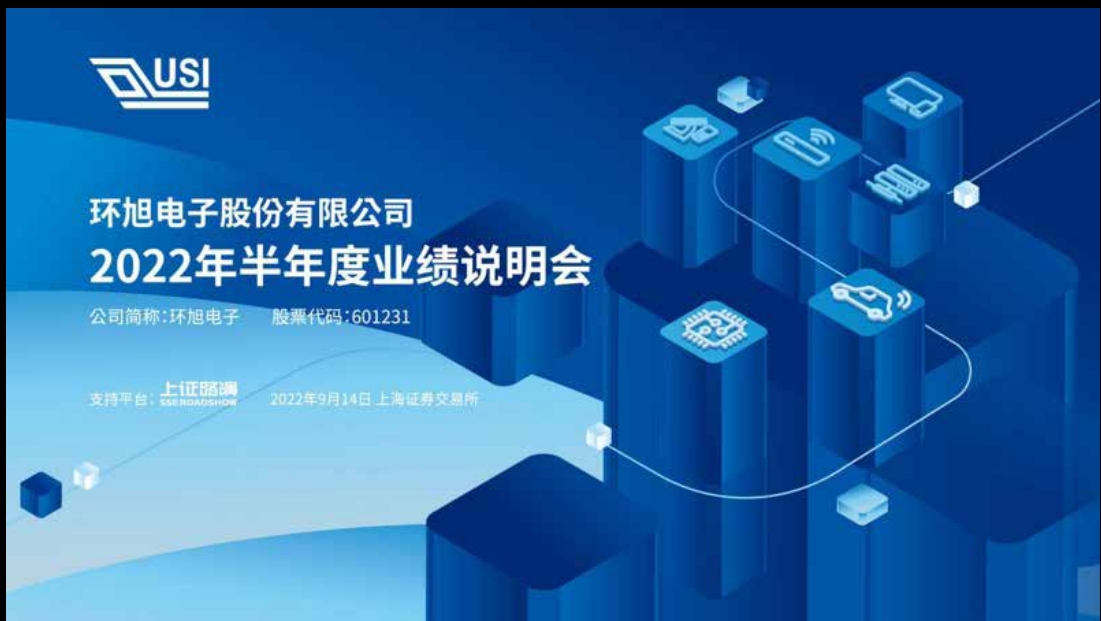 USI
环旭电子股份有限公司
2022年半年度业绩说明会
公司简称:环旭电子 股票代码:601231
支持平台: 上证路演 SSEROADSHOW 2022年9月14日 上海证券交易所